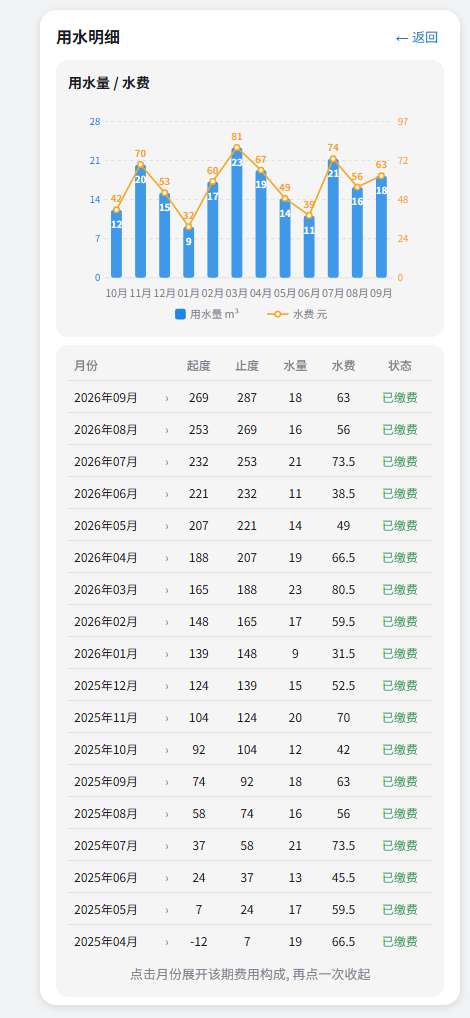 用水明细 ← 返回
用水量 / 水费
28 97
21 72
14 48
7 24
0 0
42 70 53 32 60 81 67 49 39 74 56 63
12 20 15 9 17 23 19 14 11 21 16 18
10月 11月 12月 01月 02月 03月 04月 05月 06月 07月 08月 09月
用水量 m³ 水费 元
月份 起度 止度 水量 水费 状态
2026年09月 › 269 287 18 63 已缴费
2026年08月 › 253 269 16 56 已缴费
2026年07月 › 232 253 21 73.5 已缴费
2026年06月 › 221 232 11 38.5 已缴费
2026年05月 › 207 221 14 49 已缴费
2026年04月 › 188 207 19 66.5 已缴费
2026年03月 › 165 188 23 80.5 已缴费
2026年02月 › 148 165 17 59.5 已缴费
2026年01月 › 139 148 9 31.5 已缴费
2025年12月 › 124 139 15 52.5 已缴费
2025年11月 › 104 124 20 70 已缴费
2025年10月 › 92 104 12 42 已缴费
2025年09月 › 74 92 18 63 已缴费
2025年08月 › 58 74 16 56 已缴费
2025年07月 › 37 58 21 73.5 已缴费
2025年06月 › 24 37 13 45.5 已缴费
2025年05月 › 7 24 17 59.5 已缴费
2025年04月 › -12 7 19 66.5 已缴费
点击月份展开该期费用构成, 再点一次收起